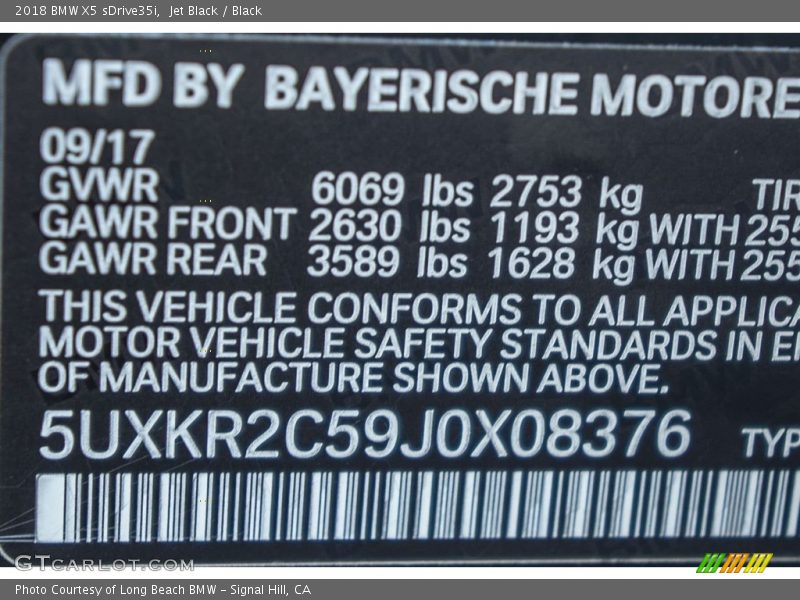 2018 BMW X5 sDrive35i, Jet Black / Black
MFD BY BAYERISCHE MOTORE
09/17
GVWR 6069 lbs 2753 kg TIR
GAWR FRONT 2630 lbs 1193 kg WITH 255
GAWR REAR 3589 lbs 1628 kg WITH 255
THIS VEHICLE CONFORMS TO ALL APPLICA
MOTOR VEHICLE SAFETY STANDARDS IN E
OF MANUFACTURE SHOWN ABOVE.
5UXKR2C59J0X08376 TYP
GTCARLOT.COM
Photo Courtesy of Long Beach BMW – Signal Hill, CA